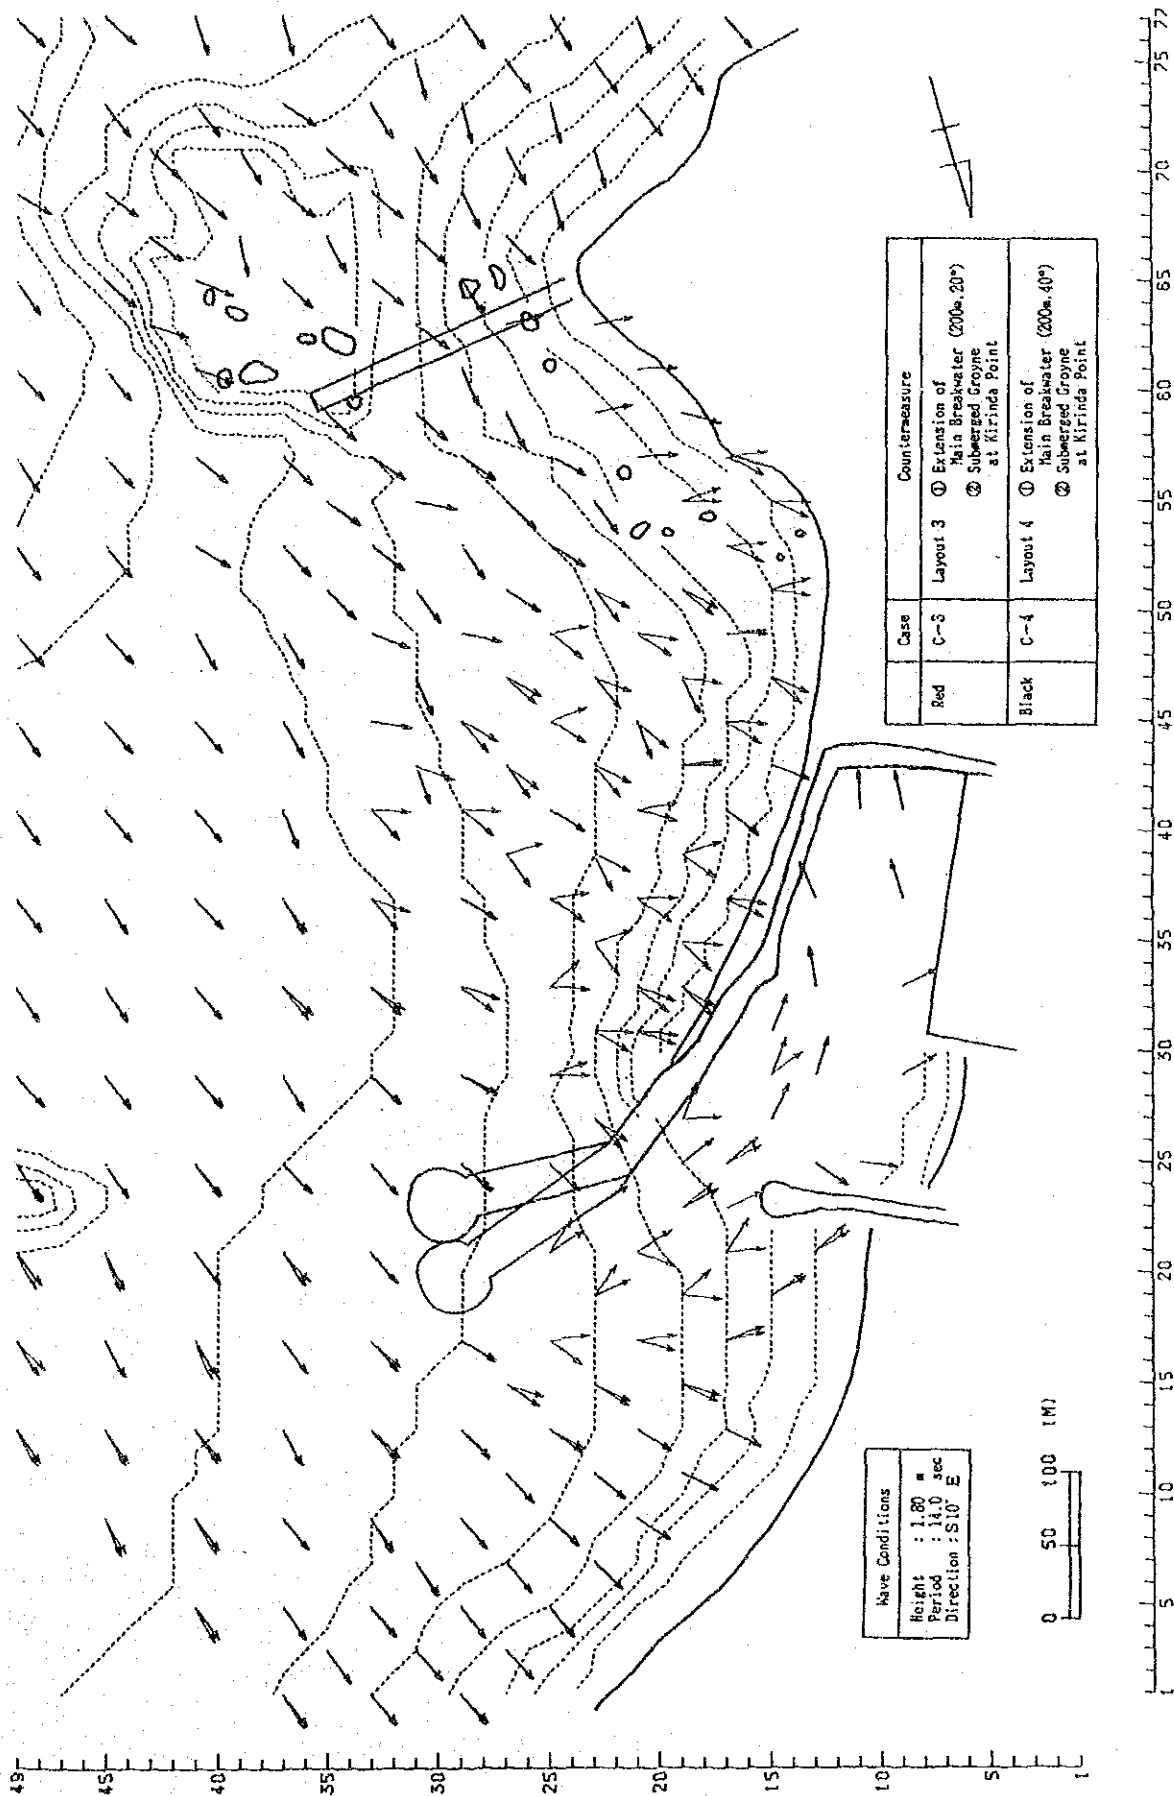 Wave Conditions
Height : 1.80 m
Period : 14.0 sec
Direction : S10° E
0 50 100 (M)
Case Countermeasure
Red C-3 Layout 3 ① Extension of
Main Breakwater (200m, 20°)
② Submerged Groyne
at Kirinda Point
Black C-4 Layout 4 ① Extension of
Main Breakwater (200m, 40°)
② Submerged Groyne
at Kirinda Point
49
45
40
35
30
25
20
15
10
5
1
1 5 10 15 20 25 30 35 40 45 50 55 60 65 70 75 77